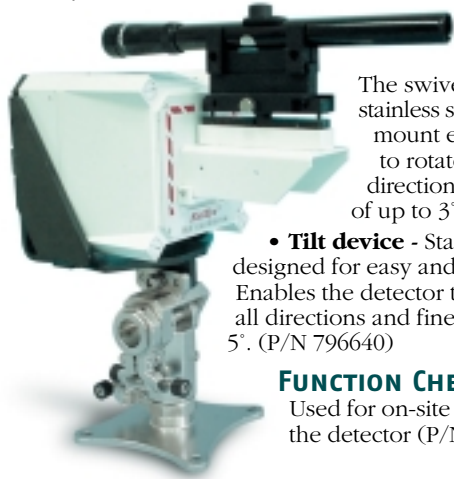 The swive
stainless s
mount e
to rotate
direction
of up to 3°
• Tilt device - Sta
designed for easy and
Enables the detector t
all directions and fine
5°. (P/N 796640)
FUNCTION CHE
Used for on-site
the detector (P/N